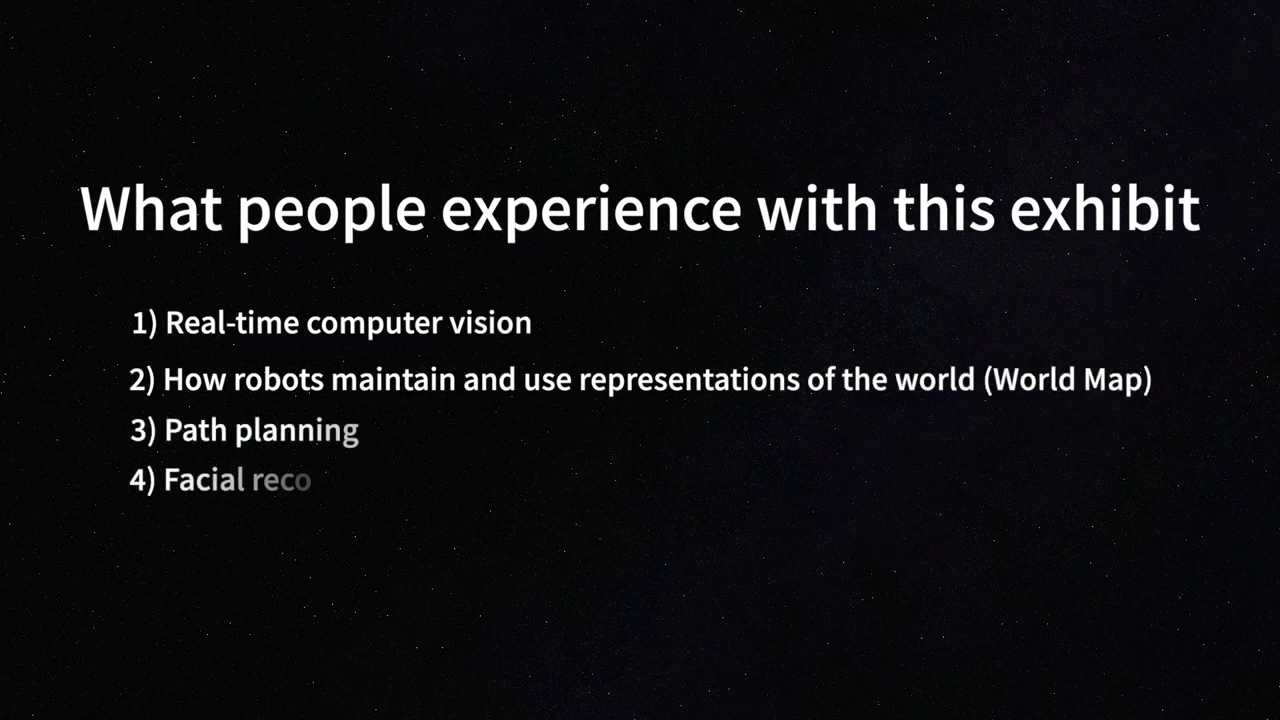 What people experience with this exhibit
1) Real-time computer vision
2) How robots maintain and use representations of the world (World Map)
3) Path planning
4) Facial reco